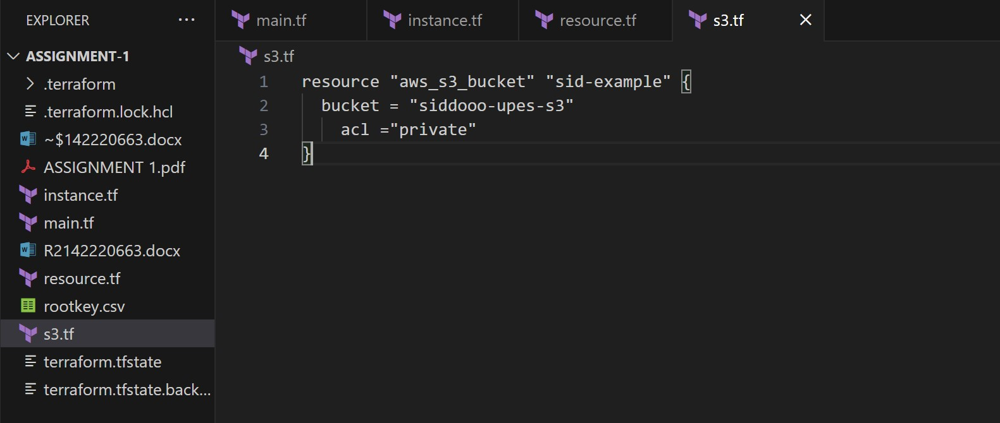 EXPLORER ...
ASSIGNMENT-1
.terraform
.terraform.lock.hcl
~$142220663.docx
ASSIGNMENT 1.pdf
instance.tf
main.tf
R2142220663.docx
resource.tf
rootkey.csv
s3.tf
terraform.tfstate
terraform.tfstate.back...
main.tf instance.tf resource.tf s3.tf
s3.tf
1 resource "aws_s3_bucket" "sid-example" {
2 bucket = "siddooo-upes-s3"
3 acl ="private"
4 }